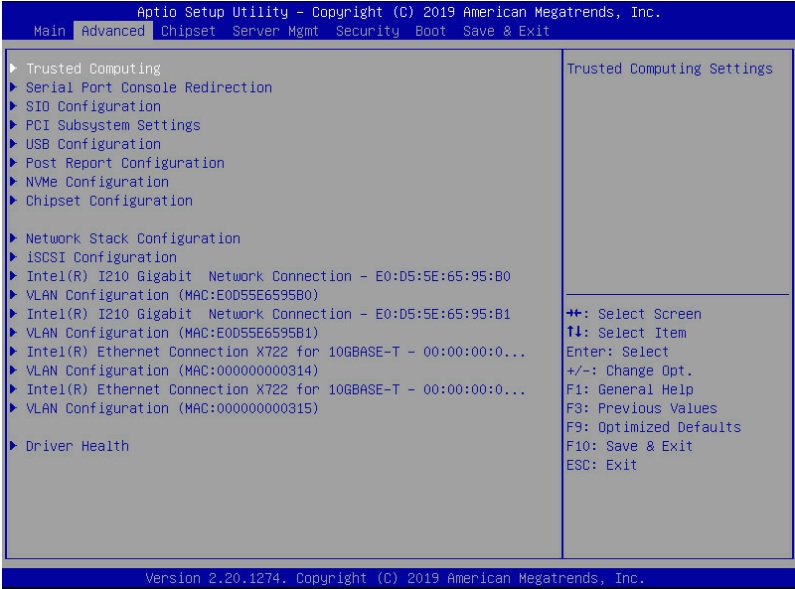 Aptio Setup Utility – Copyright (C) 2019 American Megatrends, Inc.
Main Advanced Chipset Server Mgmt Security Boot Save & Exit
Trusted Computing
Serial Port Console Redirection
SIO Configuration
PCI Subsystem Settings
USB Configuration
Post Report Configuration
NVMe Configuration
Chipset Configuration
Network Stack Configuration
iSCSI Configuration
Intel(R) I210 Gigabit  Network Connection – E0:D5:5E:65:95:B0
VLAN Configuration (MAC:E0D55E6595B0)
Intel(R) I210 Gigabit  Network Connection – E0:D5:5E:65:95:B1
VLAN Configuration (MAC:E0D55E6595B1)
Intel(R) Ethernet Connection X722 for 10GBASE-T – 00:00:00:0...
VLAN Configuration (MAC:000000000314)
Intel(R) Ethernet Connection X722 for 10GBASE-T – 00:00:00:0...
VLAN Configuration (MAC:000000000315)
Driver Health
Trusted Computing Settings
→←: Select Screen
↑↓: Select Item
Enter: Select
+/-: Change Opt.
F1: General Help
F3: Previous Values
F9: Optimized Defaults
F10: Save & Exit
ESC: Exit
Version 2.20.1274. Copyright (C) 2019 American Megatrends, Inc.